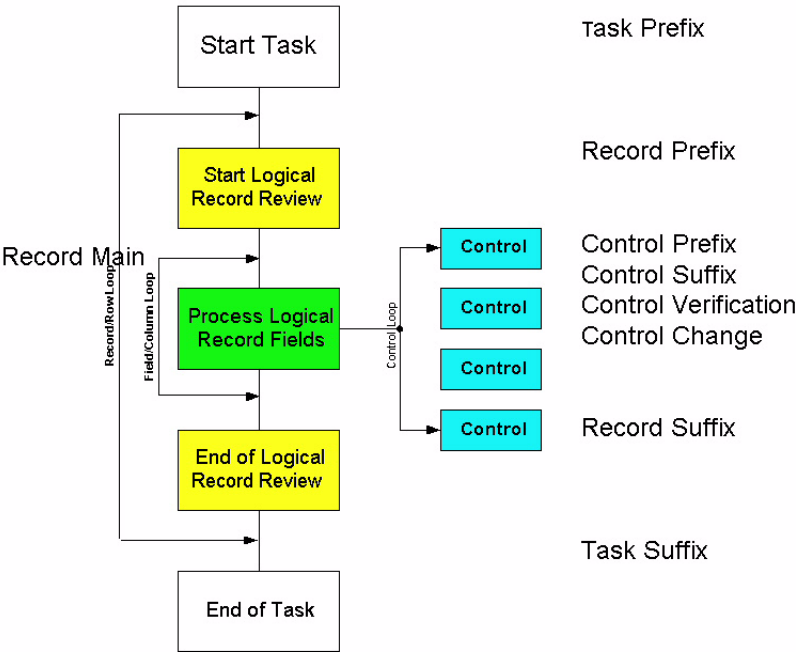 Start Task
Task Prefix
Start Logical
Record Review
Record Prefix
Record Main
Record/Row Loop
Field/Column Loop
Process Logical
Record Fields
Control Loop
Control
Control
Control
Control
Control Prefix
Control Suffix
Control Verification
Control Change
Record Suffix
End of Logical
Record Review
Task Suffix
End of Task